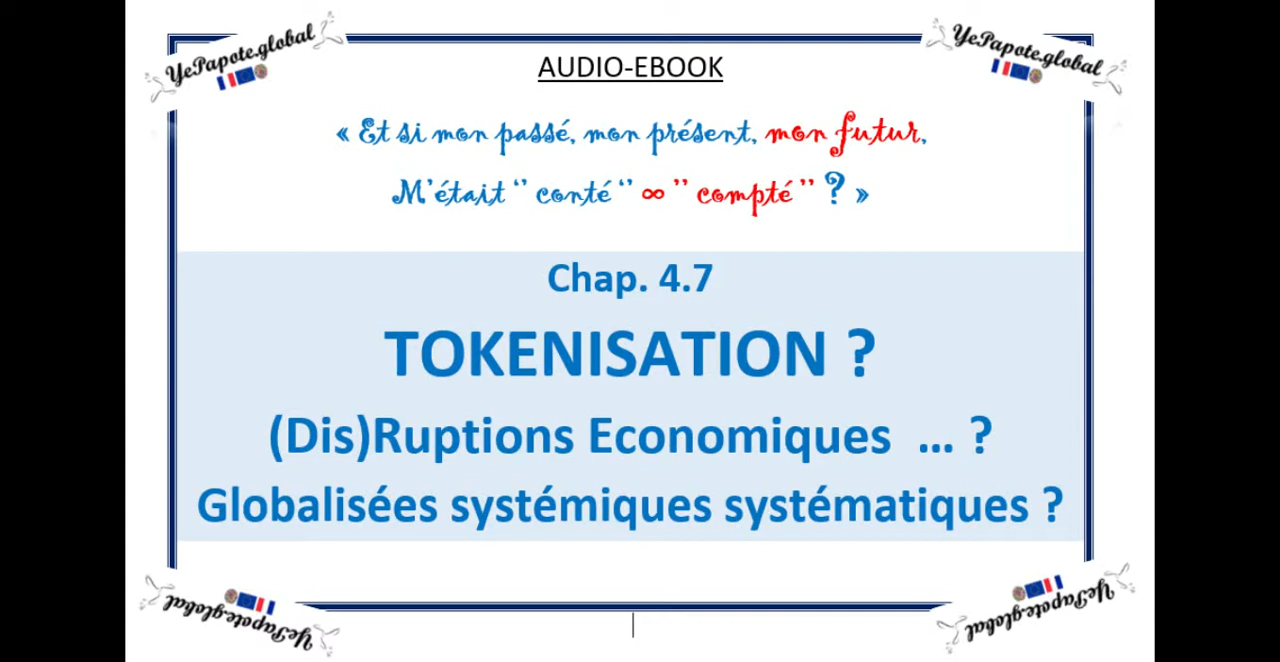 YePapote.global
YePapote.global
AUDIO-EBOOK
« Et si mon passé, mon présent, mon futur,
M'était '' conté '' ∞ '' compté '' ? »
Chap. 4.7
TOKENISATION ?
(Dis)Ruptions Economiques ... ?
Globalisées systémiques systématiques ?
YePapote.global
YePapote.global